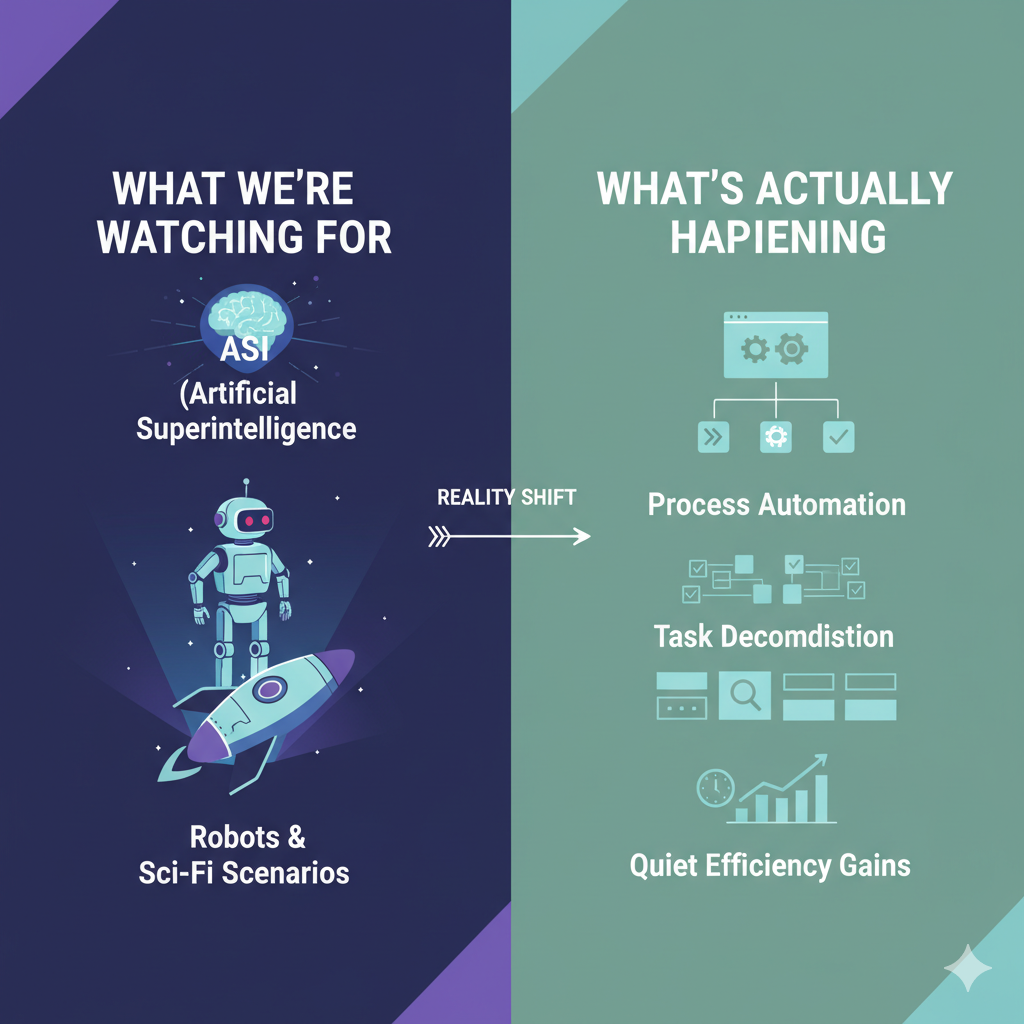 WHAT WE'RE
WATCHING FOR
ASI
(Artificial
Superintelligence
Robots &
Sci-Fi Scenarios
REALITY SHIFT
WHAT'S ACTUALLY
HAPIENING
Process Automation
Task Decomdistion
Quiet Efficiency Gains